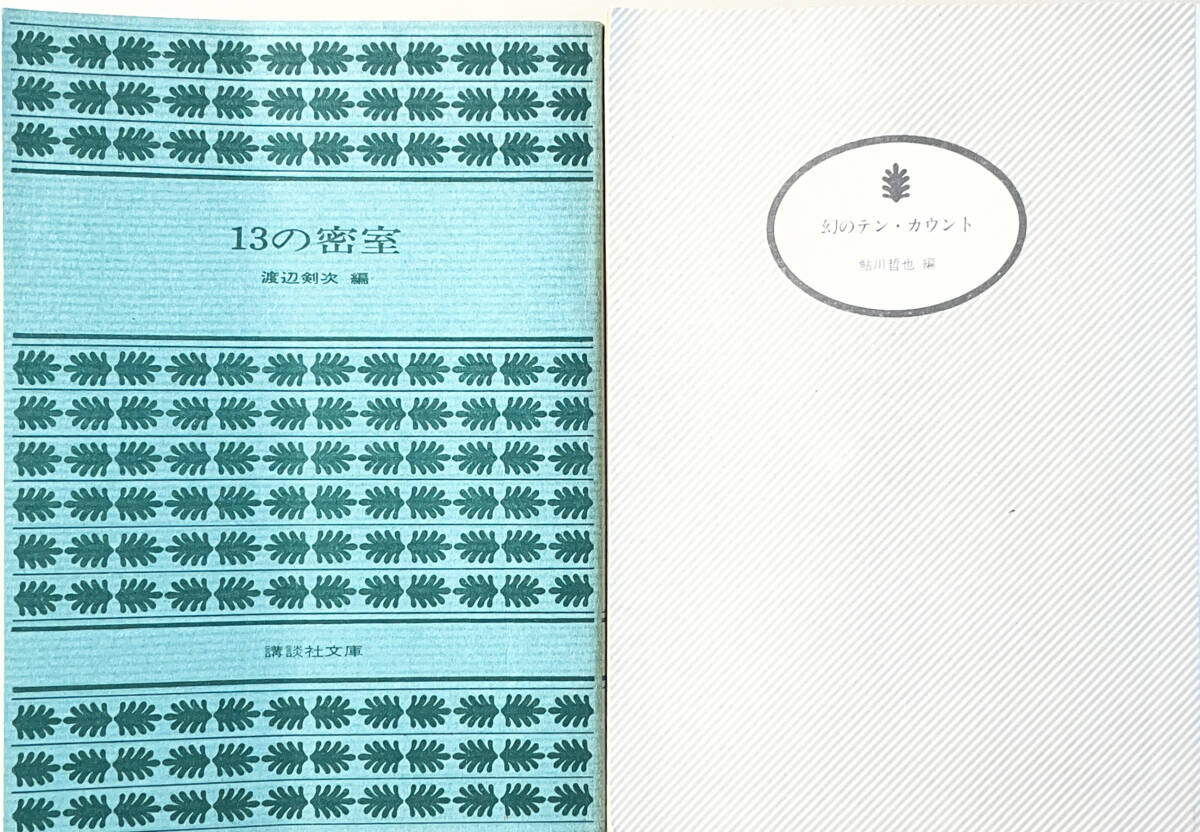 13の密室
渡辺剣次 編
講談社文庫
幻のテン・カウント
鮎川哲也 編